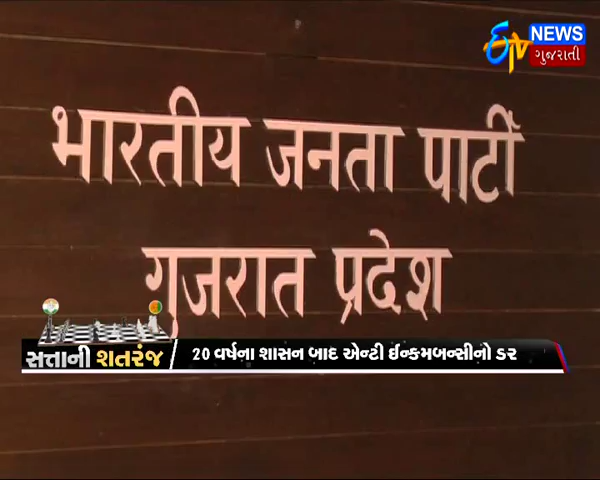 ETV NEWS
ગુજરાતી
भारतीय जनता पार्टी
गुजरात प्रदेश
સત્તાની શતરંજ
20 વર્ષના શાસન બાદ એન્ટી ઈન્કમબન્સીનો ડર